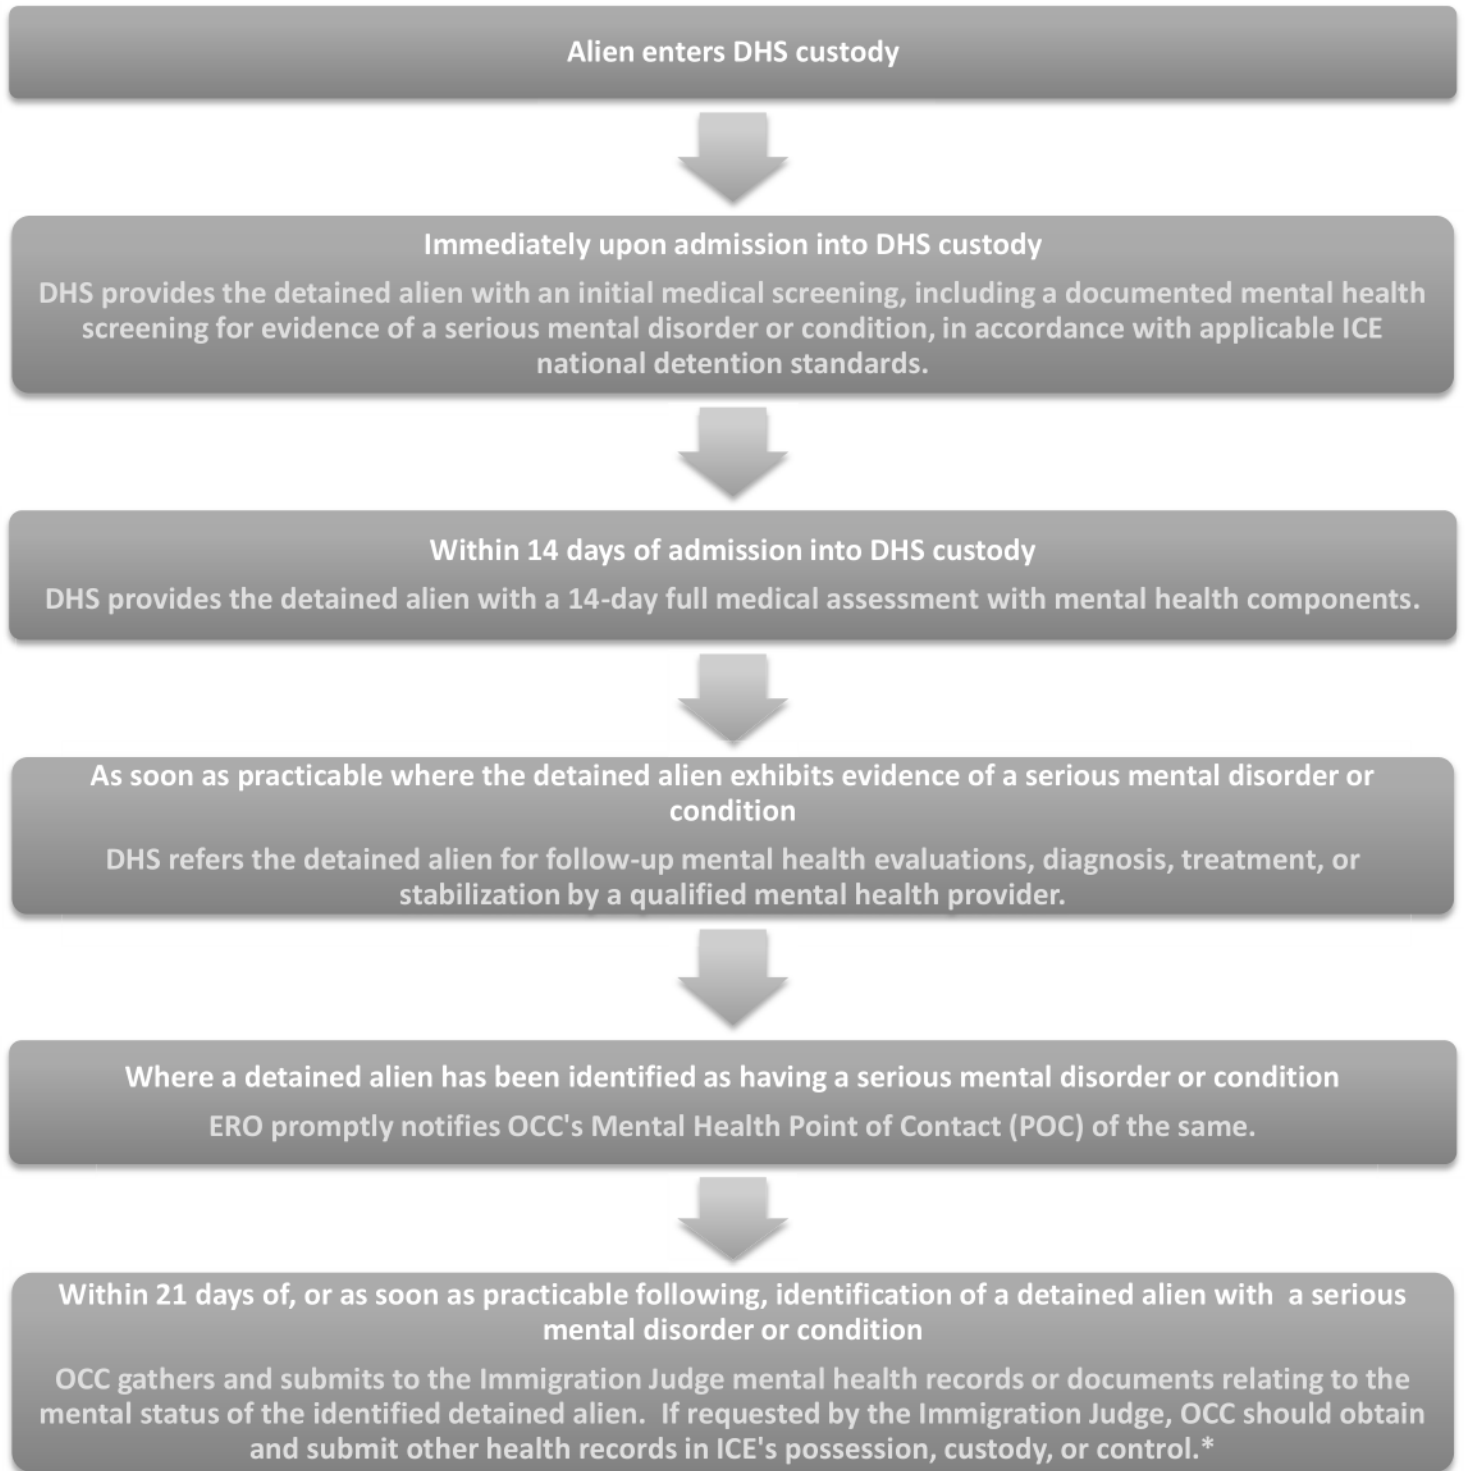 Alien enters DHS custody
Immediately upon admission into DHS custody
DHS provides the detained alien with an initial medical screening, including a documented mental health
screening for evidence of a serious mental disorder or condition, in accordance with applicable ICE
national detention standards.
Within 14 days of admission into DHS custody
DHS provides the detained alien with a 14-day full medical assessment with mental health components.
As soon as practicable where the detained alien exhibits evidence of a serious mental disorder or
condition
DHS refers the detained alien for follow-up mental health evaluations, diagnosis, treatment, or
stabilization by a qualified mental health provider.
Where a detained alien has been identified as having a serious mental disorder or condition
ERO promptly notifies OCC's Mental Health Point of Contact (POC) of the same.
Within 21 days of, or as soon as practicable following, identification of a detained alien with  a serious
mental disorder or condition
OCC gathers and submits to the Immigration Judge mental health records or documents relating to the
mental status of the identified detained alien.  If requested by the Immigration Judge, OCC should obtain
and submit other health records in ICE's possession, custody, or control.*